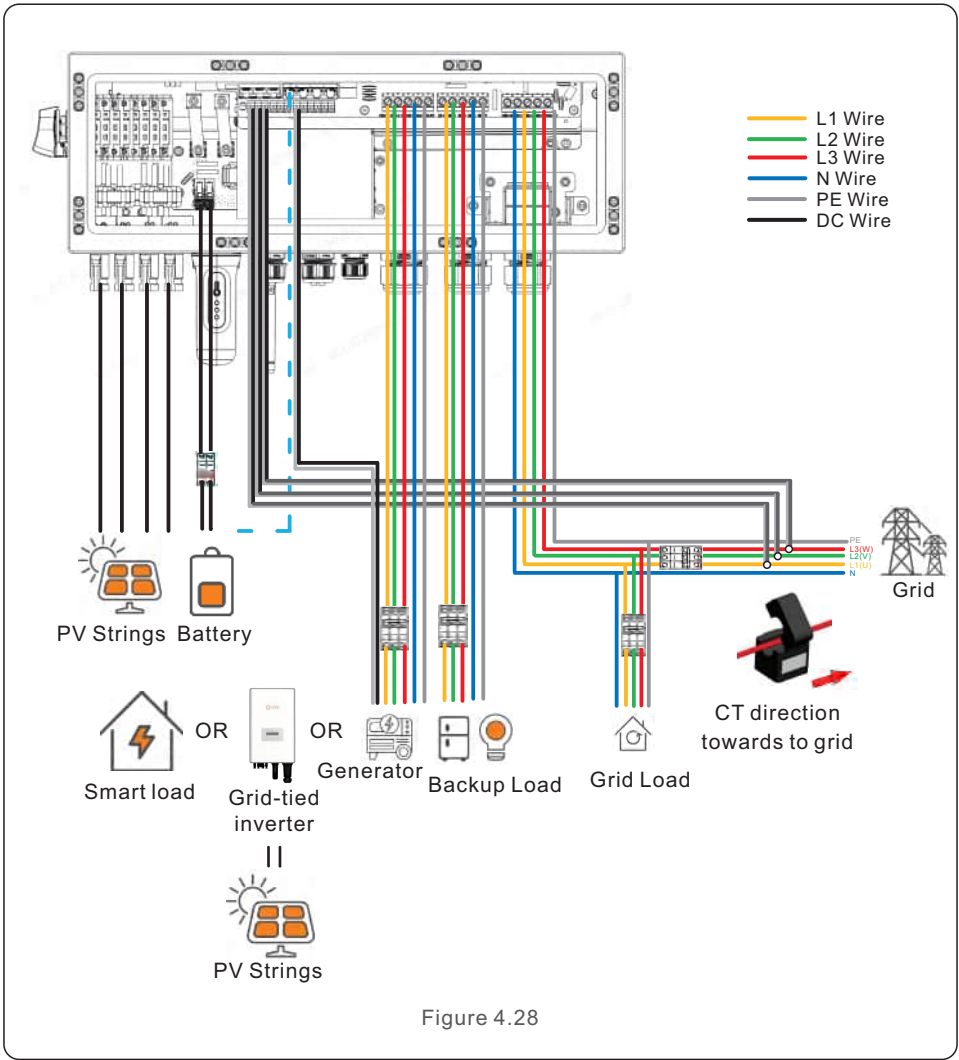 L1 Wire
L2 Wire
L3 Wire
N Wire
PE Wire
DC Wire
PE
L3(W)
L2(V)
L1(U)
N
Grid
PV Strings
Battery
CT direction
towards to grid
OR
OR
Smart load
Grid-tied
inverter
Generator
Backup Load
Grid Load
PV Strings
Figure 4.28